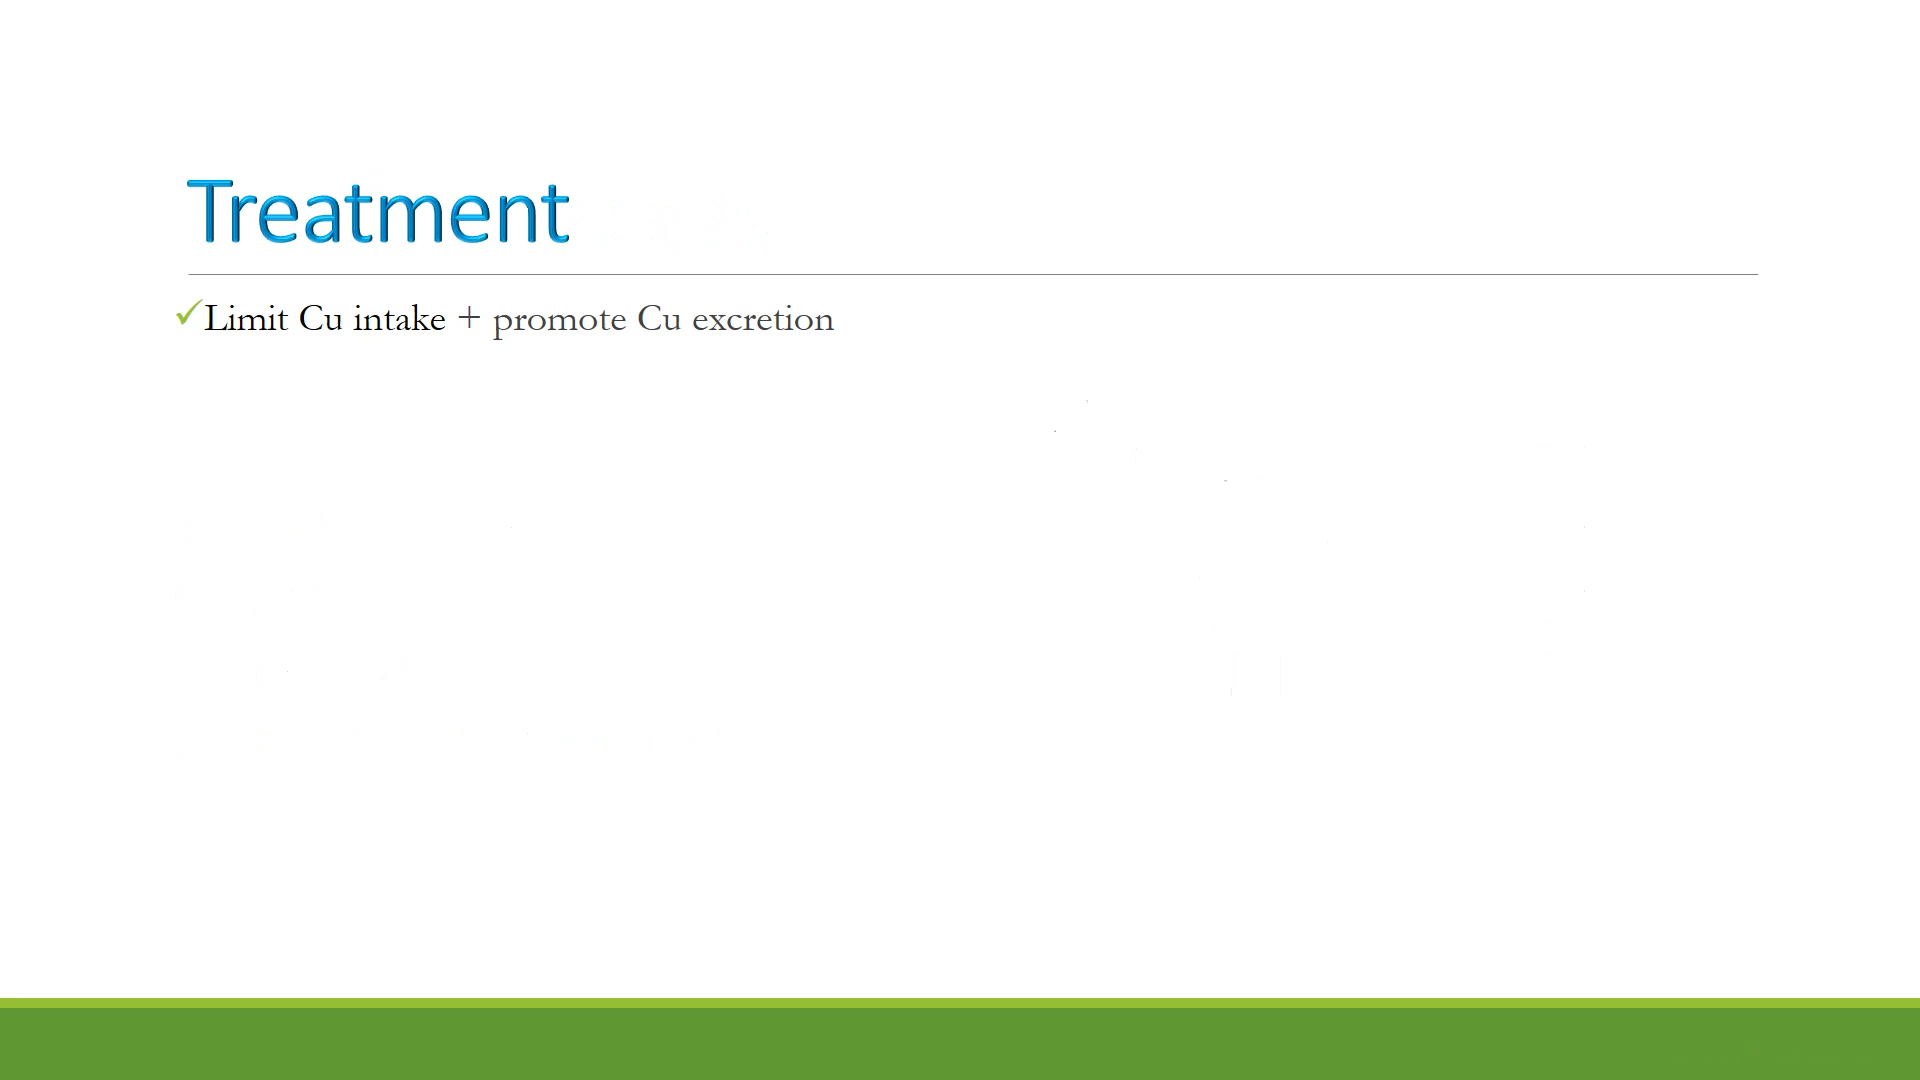 Treatment
✓Limit Cu intake + promote Cu excretion